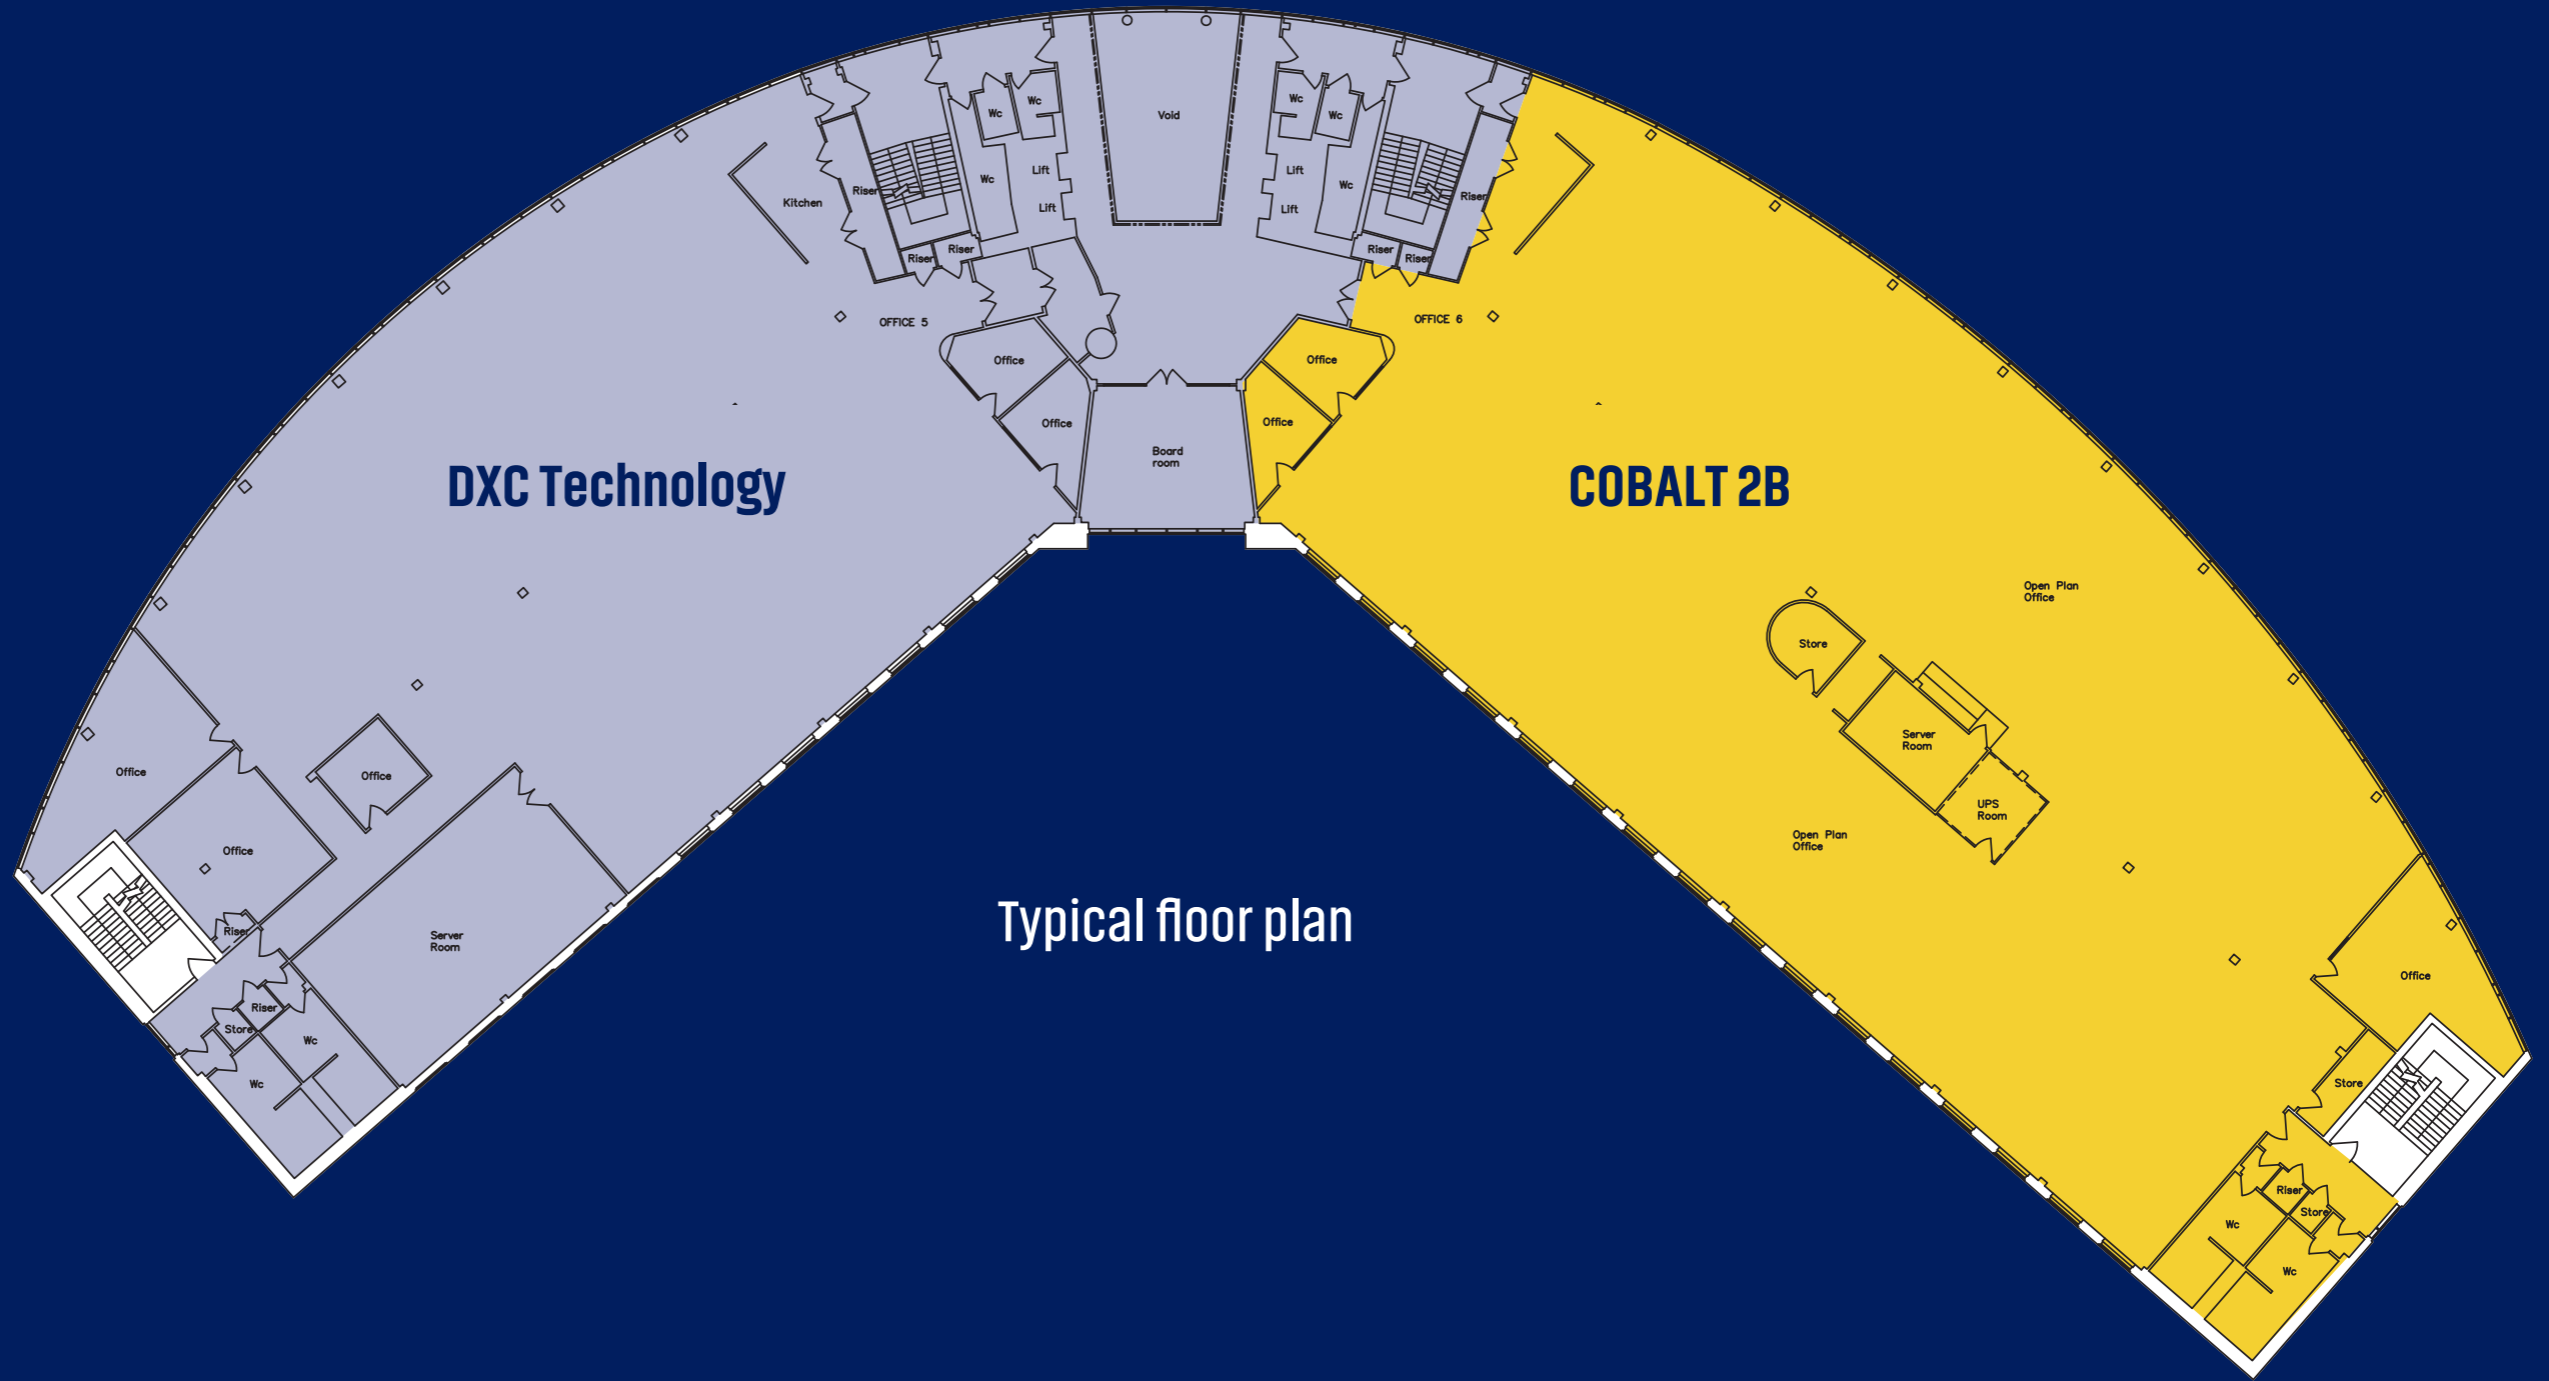 Void
Wc
Wc
Wc
Wc
Wc
Wc
Lift
Lift
Lift
Lift
Kitchen
Riser
Riser
Riser
Riser
Riser
Riser
Riser
OFFICE 5
OFFICE 6
Office
Office
Office
Office
Board
room
DXC Technology
COBALT 2B
Open Plan
Office
Store
Server
Room
UPS
Room
Open Plan
Office
Office
Office
Office
Riser
Server
Room
Typical floor plan
Riser
Store
Wc
Wc
Office
Store
Riser
Store
Wc
Wc